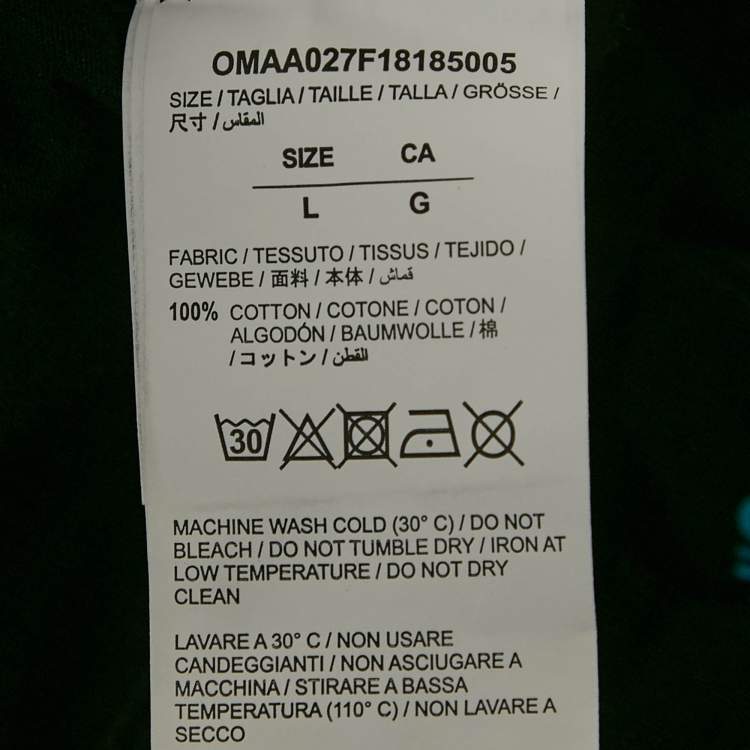 OMAA027F18185005
SIZE / TAGLIA / TAILLE / TALLA / GRÖSSE /
尺寸 / المقاس
SIZE CA
L G
FABRIC / TESSUTO / TISSUS / TEJIDO /
GEWEBE / 面料 / 本体 / قماش
100% COTTON / COTONE / COTON /
ALGODÓN / BAUMWOLLE / 棉
/ コットン / القطن
30
MACHINE WASH COLD (30° C) / DO NOT
BLEACH / DO NOT TUMBLE DRY / IRON AT
LOW TEMPERATURE / DO NOT DRY
CLEAN
LAVARE A 30° C / NON USARE
CANDEGGIANTI / NON ASCIUGARE A
MACCHINA / STIRARE A BASSA
TEMPERATURA (110° C) / NON LAVARE A
SECCO